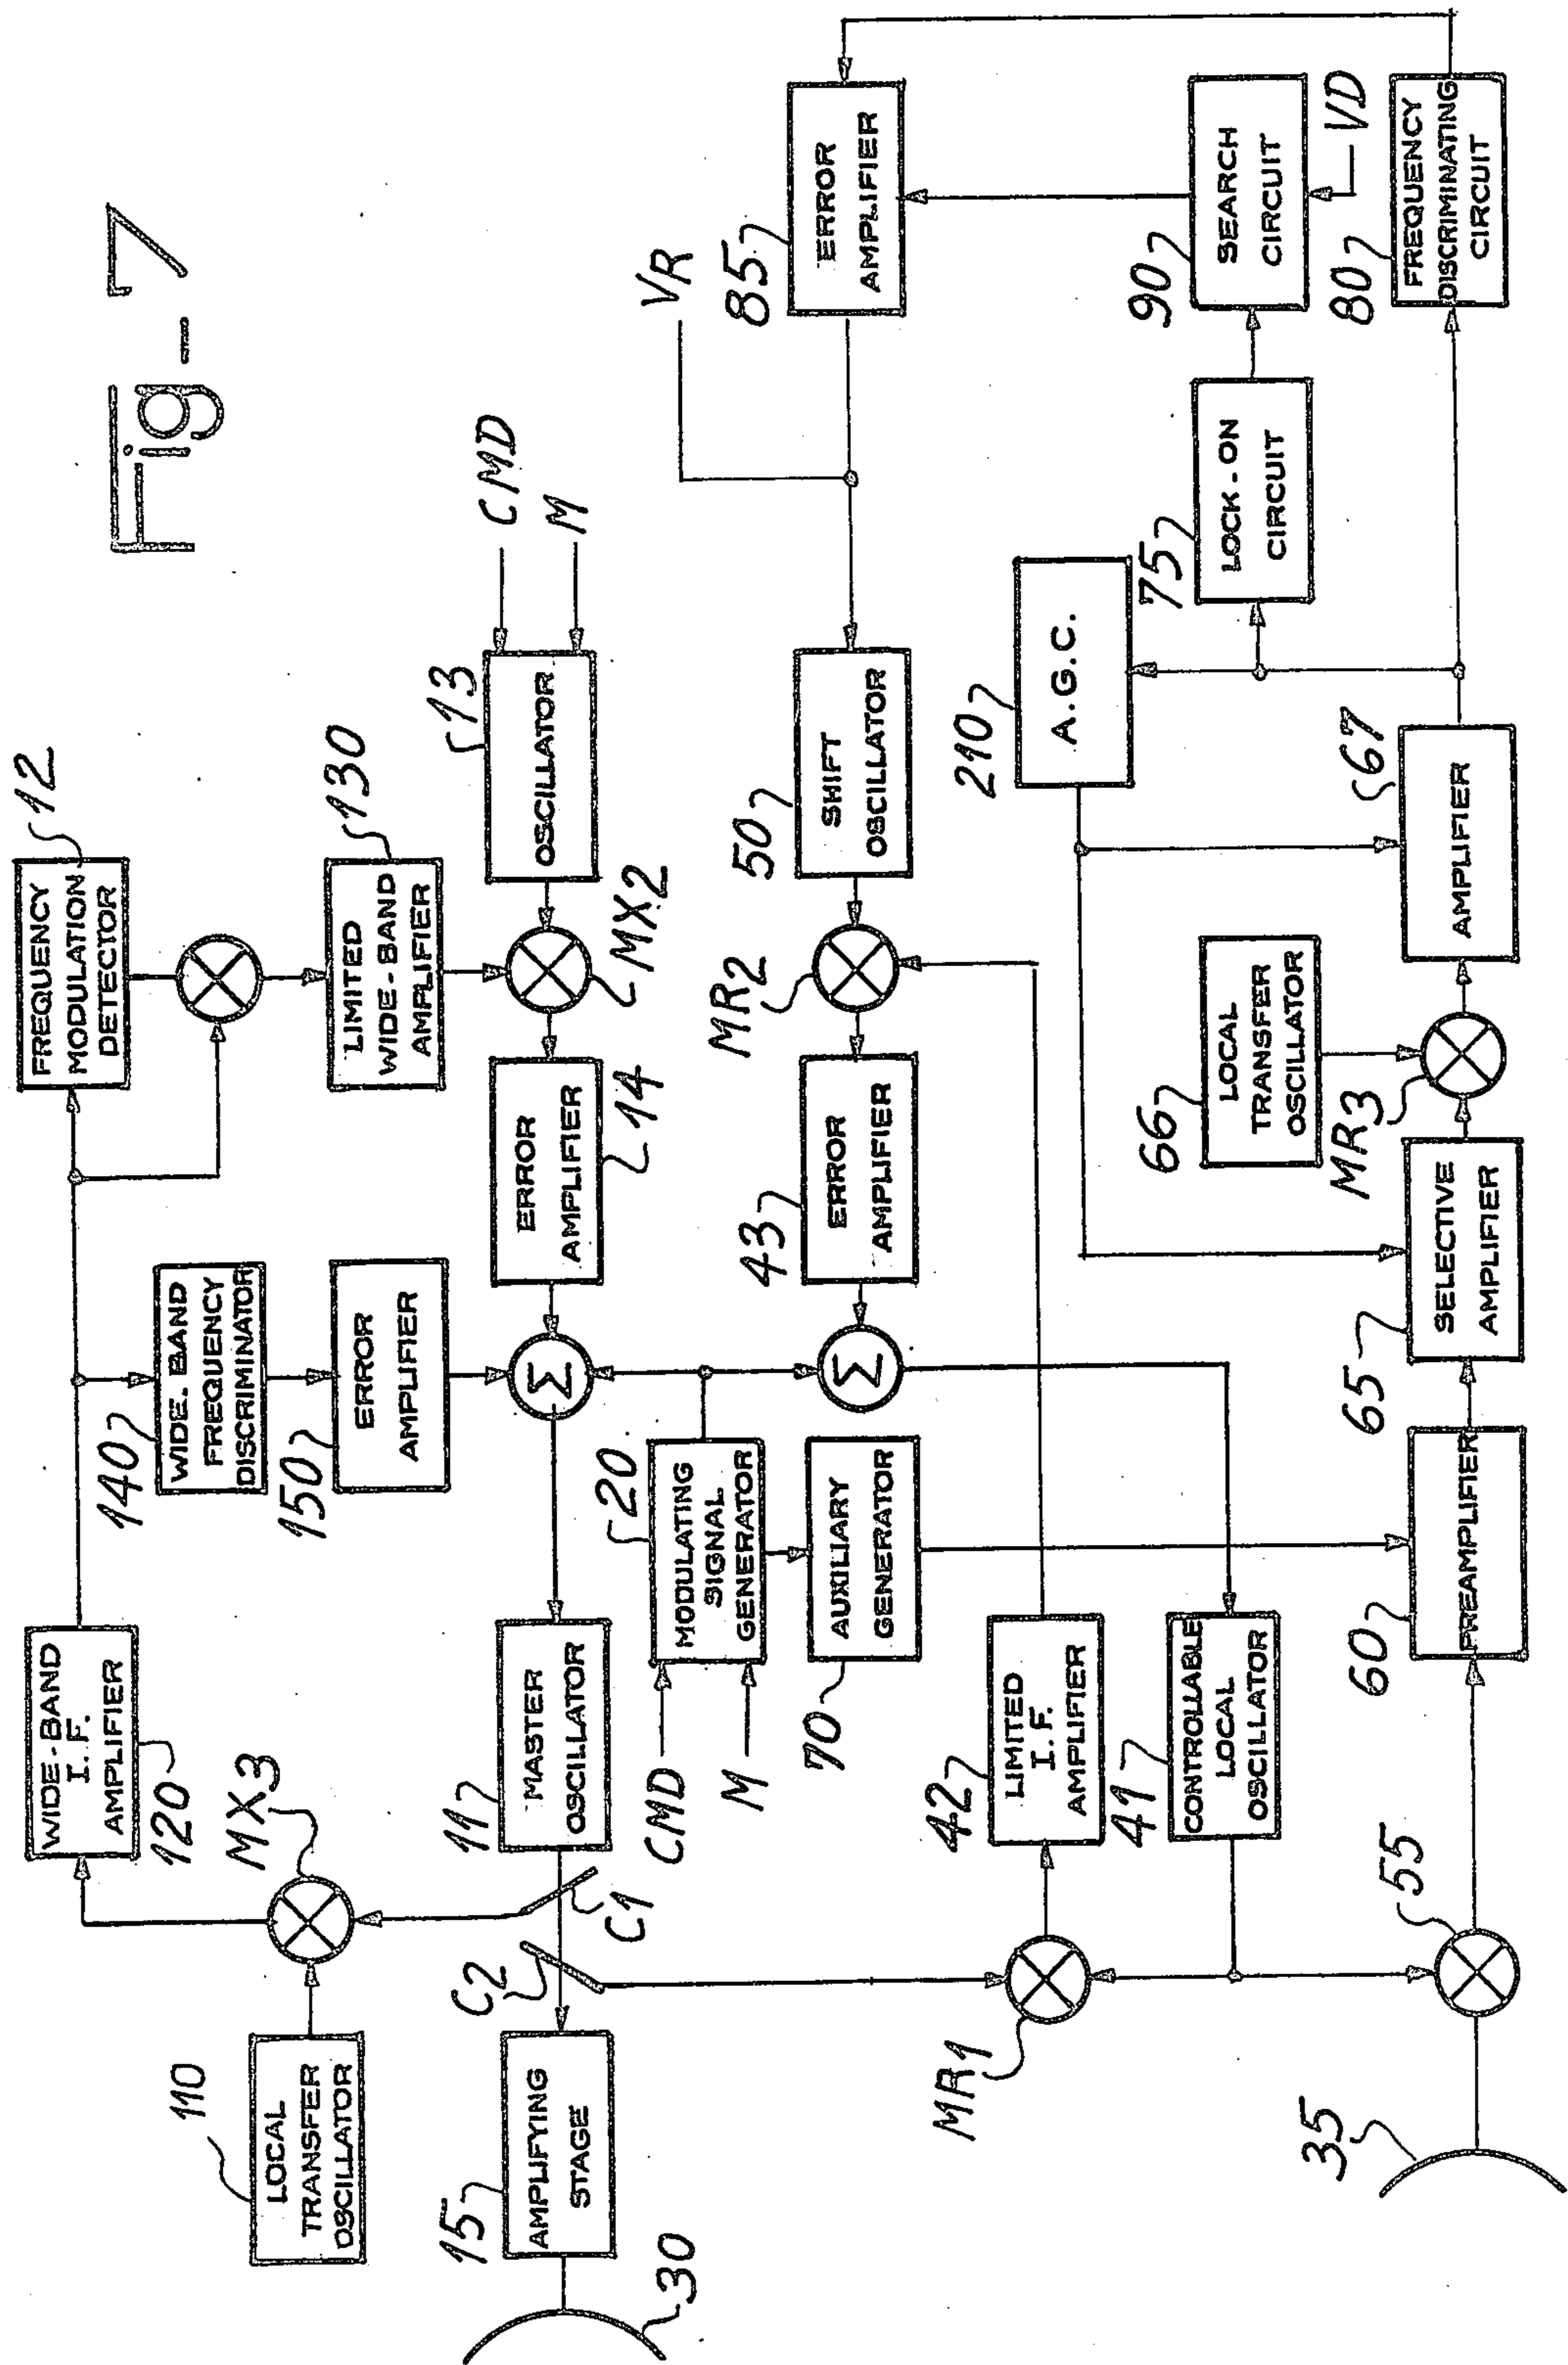 Fig-7
110
LOCAL
TRANSFER
OSCILLATOR
MX3
WIDE-BAND
I.F.
AMPLIFIER
120
140
WIDE-BAND
FREQUENCY
DISCRIMINATOR
150
ERROR
AMPLIFIER
FREQUENCY
MODULATION
DETECTOR
12
LIMITED
WIDE-BAND
AMPLIFIER
130
15
AMPLIFYING
STAGE
30
C2
C1
11
MASTER
OSCILLATOR
Σ
ERROR
AMPLIFIER
14
MX2
OSCILLATOR
13
CMD
M
CMD
M
MODULATING
SIGNAL
GENERATOR
20
70
AUXILIARY
GENERATOR
Σ
43
ERROR
AMPLIFIER
MR2
50
SHIFT
OSCILLATOR
VR
85
ERROR
AMPLIFIER
MR1
42
LIMITED
I.F.
AMPLIFIER
41
CONTROLLABLE
LOCAL
OSCILLATOR
210
A.G.C.
75
LOCK-ON
CIRCUIT
90
SEARCH
CIRCUIT
VD
35
55
60
PREAMPLIFIER
65
SELECTIVE
AMPLIFIER
66
LOCAL
TRANSFER
OSCILLATOR
MR3
AMPLIFIER
67
80
FREQUENCY
DISCRIMINATING
CIRCUIT